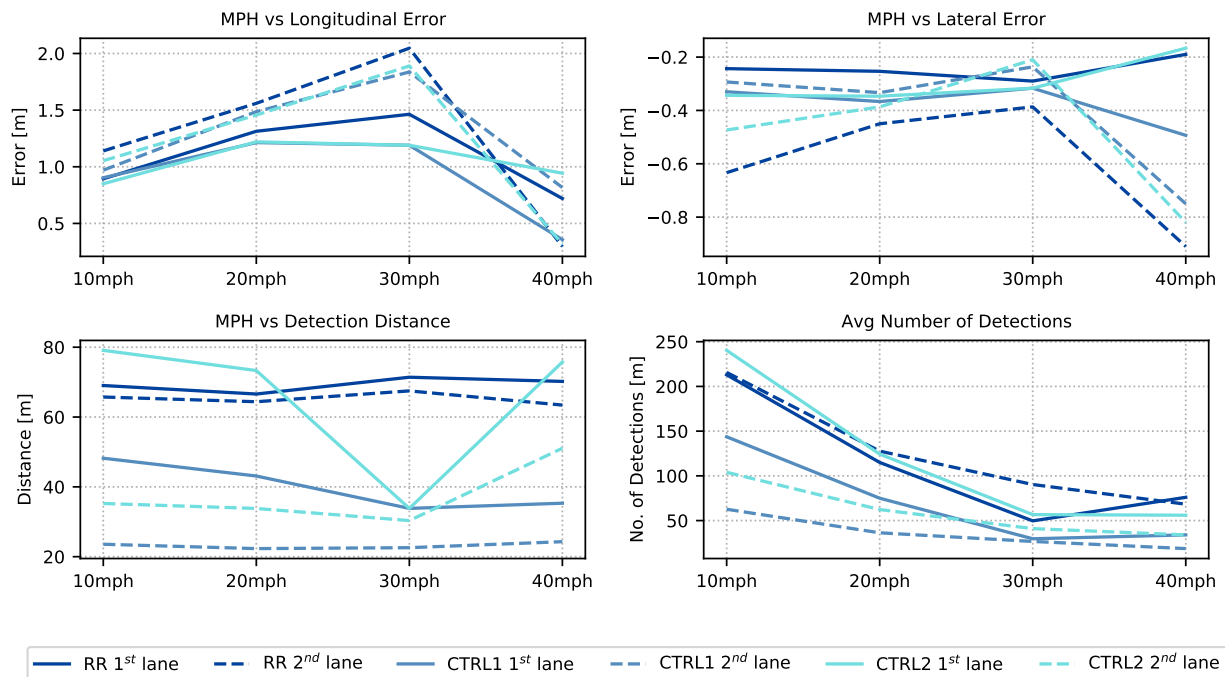 MPH vs Longitudinal Error
Error [m]
2.0
1.5
1.0
0.5
10mph 20mph 30mph 40mph
MPH vs Lateral Error
Error [m]
−0.2
−0.4
−0.6
−0.8
10mph 20mph 30mph 40mph
MPH vs Detection Distance
Distance [m]
80
60
40
20
10mph 20mph 30mph 40mph
Avg Number of Detections
No. of Detections [m]
250
200
150
100
50
10mph 20mph 30mph 40mph
RR 1st lane RR 2nd lane CTRL1 1st lane CTRL1 2nd lane CTRL2 1st lane CTRL2 2nd lane